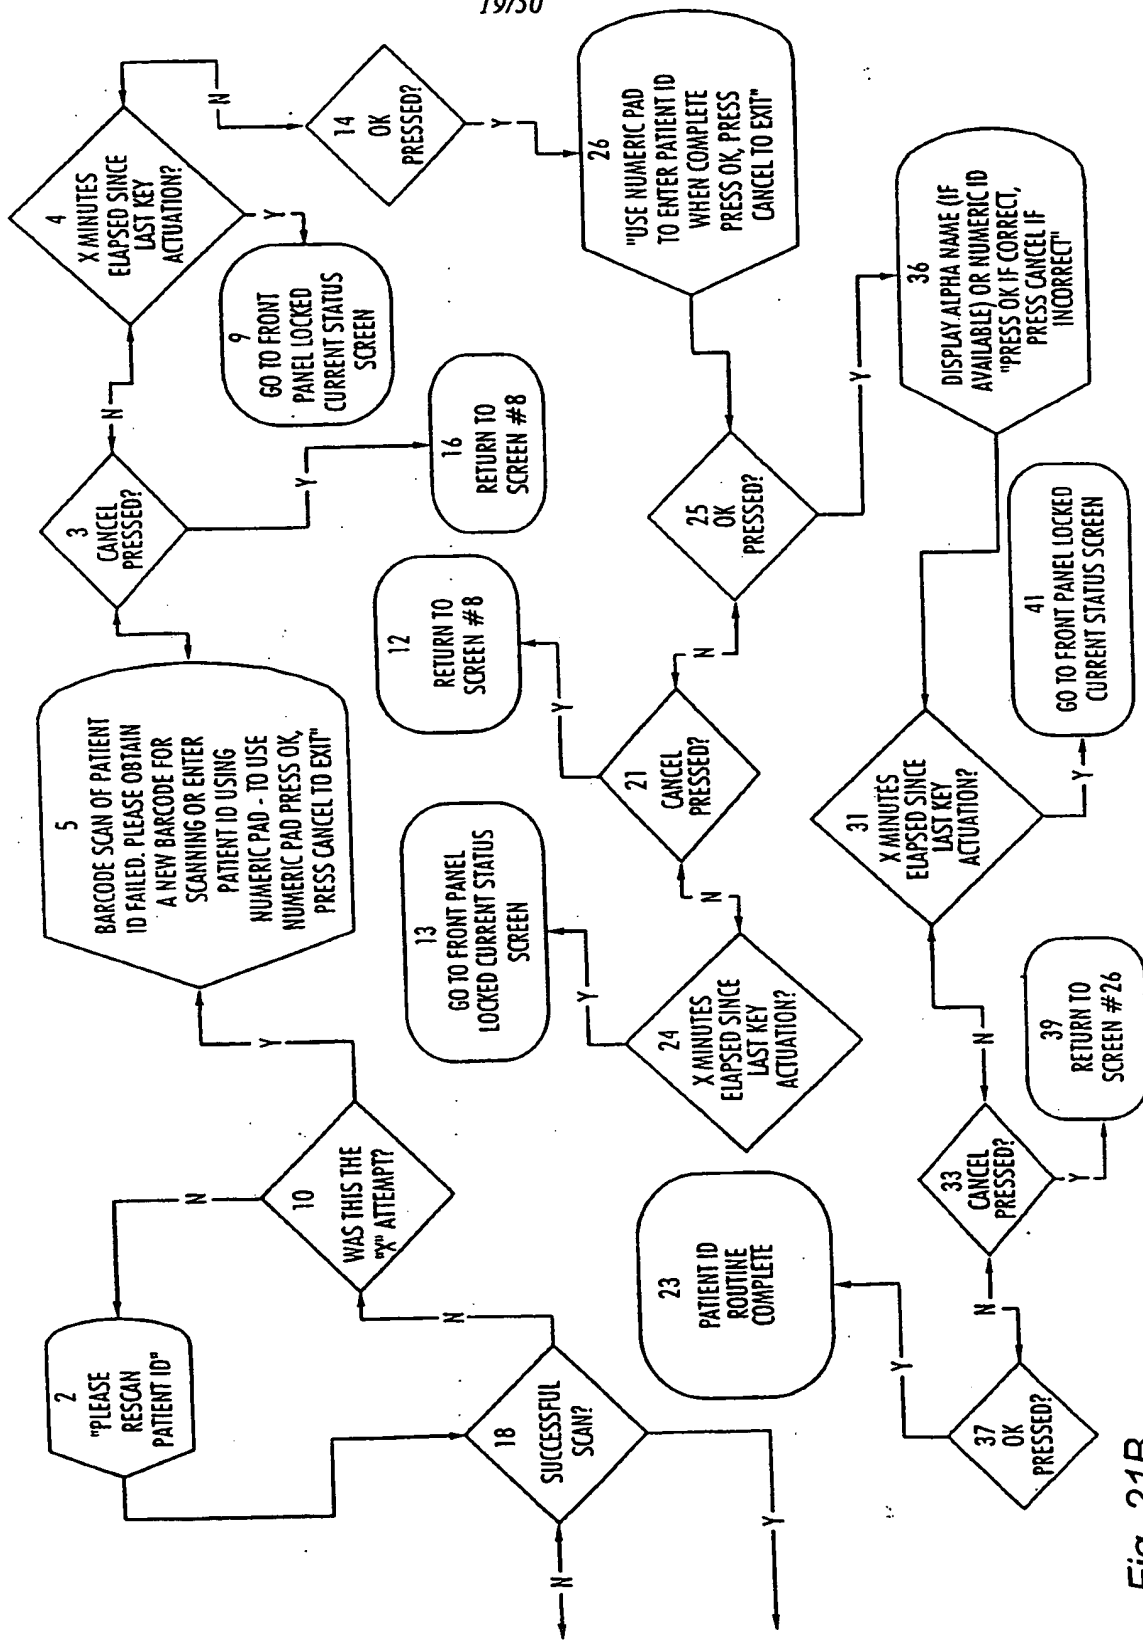 19/50
2
"PLEASE
RESCAN
PATIENT ID"
18
SUCCESSFUL
SCAN?
N
Y
N
10
WAS THIS THE
"X" ATTEMPT?
N
Y
5
BARCODE SCAN OF PATIENT
ID FAILED. PLEASE OBTAIN
A NEW BARCODE FOR
SCANNING OR ENTER
PATIENT ID USING
NUMERIC PAD - TO USE
NUMERIC PAD PRESS OK,
PRESS CANCEL TO EXIT"
3
CANCEL
PRESSED?
N
Y
4
X MINUTES
ELAPSED SINCE
LAST KEY
ACTUATION?
N
Y
9
GO TO FRONT
PANEL LOCKED
CURRENT STATUS
SCREEN
16
RETURN TO
SCREEN #8
14
OK
PRESSED?
Y
26
"USE NUMERIC PAD
TO ENTER PATIENT ID
WHEN COMPLETE
PRESS OK, PRESS
CANCEL TO EXIT"
25
OK
PRESSED?
N
Y
21
CANCEL
PRESSED?
Y
N
12
RETURN TO
SCREEN #8
13
GO TO FRONT PANEL
LOCKED CURRENT STATUS
SCREEN
24
X MINUTES
ELAPSED SINCE
LAST KEY
ACTUATION?
Y
36
DISPLAY ALPHA NAME (IF
AVAILABLE) OR NUMERIC ID
"PRESS OK IF CORRECT,
PRESS CANCEL IF
INCORRECT"
31
X MINUTES
ELAPSED SINCE
LAST KEY
ACTUATION?
Y
N
41
GO TO FRONT PANEL LOCKED
CURRENT STATUS SCREEN
33
CANCEL
PRESSED?
Y
N
39
RETURN TO
SCREEN #26
37
OK
PRESSED?
Y
23
PATIENT ID
ROUTINE
COMPLETE
Fig. 21B